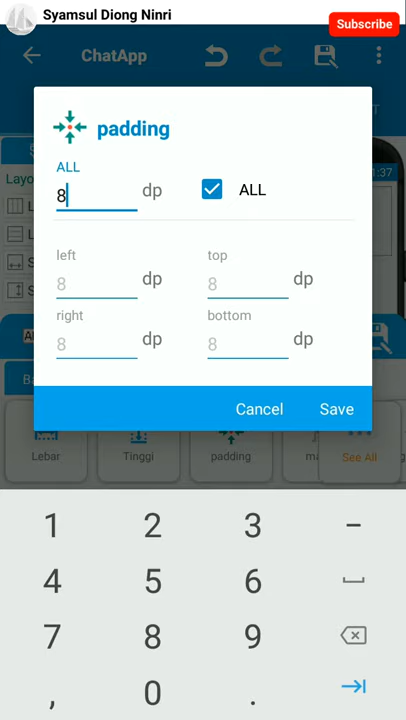 Syamsul Diong Ninri
Subscribe
ChatApp
padding
ALL
8 dp
ALL
left
top
8 dp
8 dp
right
bottom
8 dp
8 dp
Cancel
Save
:37
Layo
Lebar
Tinggi
padding
See All
1 2 3 -
4 5 6
7 8 9
, 0 .